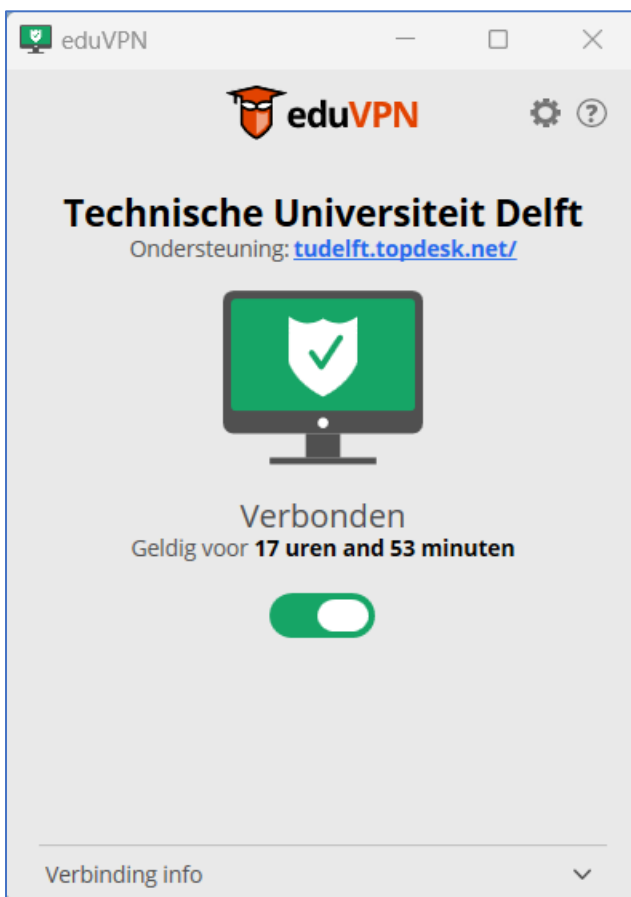 eduVPN
eduVPN
Technische Universiteit Delft
Ondersteuning: tudelft.topdesk.net/
Verbonden
Geldig voor 17 uren and 53 minuten
Verbinding info